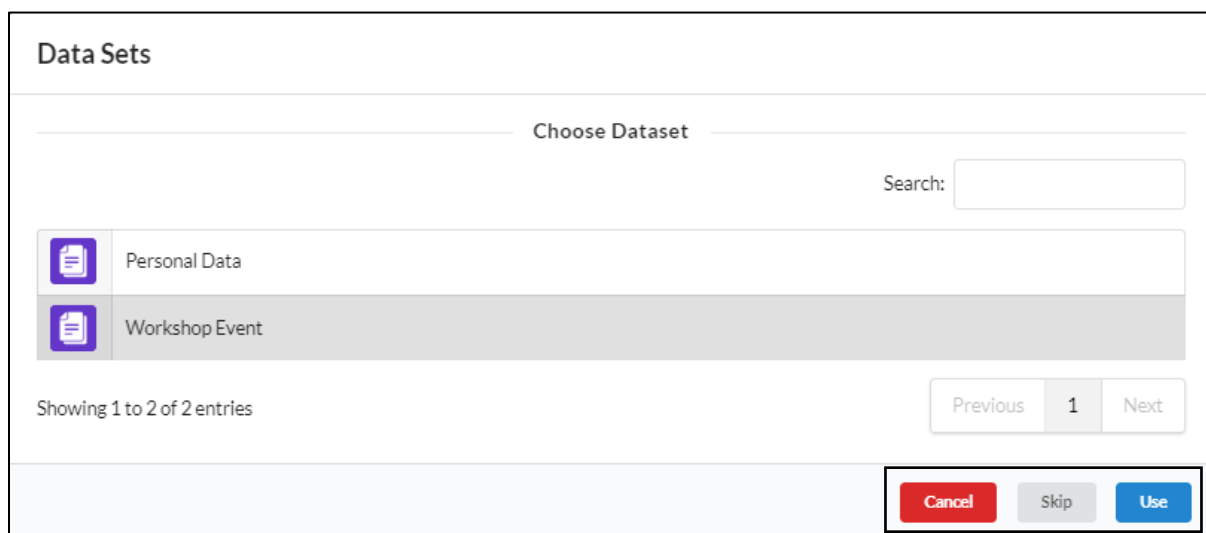 Data Sets
Choose Dataset
Search:
Personal Data
Workshop Event
Showing 1 to 2 of 2 entries
Previous 1 Next
Cancel Skip Use